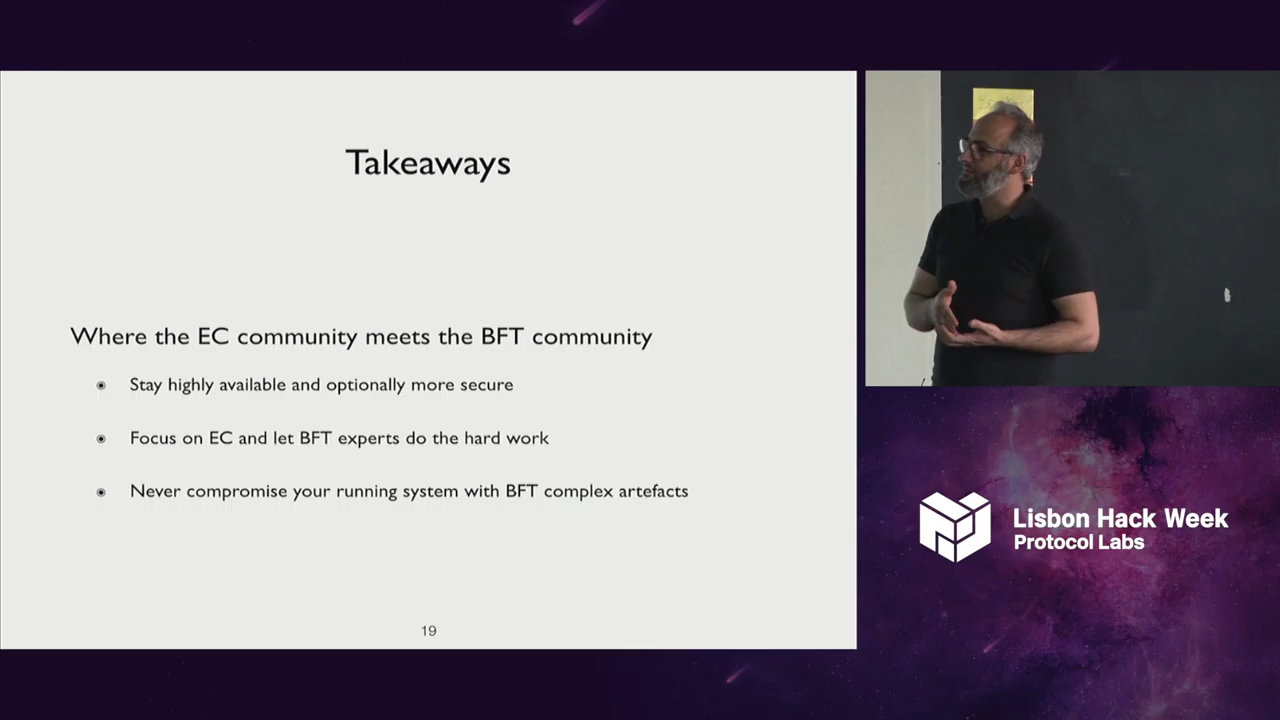 Takeaways
Where the EC community meets the BFT community
Stay highly available and optionally more secure
Focus on EC and let BFT experts do the hard work
Never compromise your running system with BFT complex artefacts
19
Lisbon Hack Week
Protocol Labs